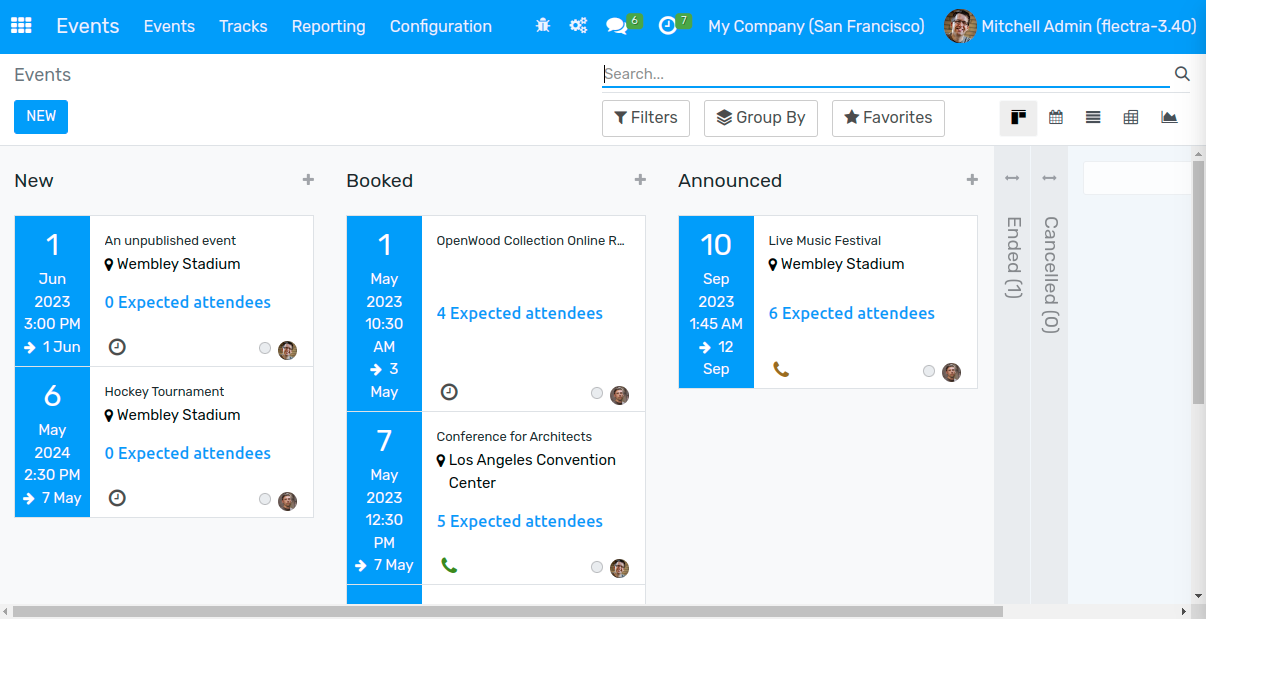 Events Events Tracks Reporting Configuration 6 7 My Company (San Francisco) Mitchell Admin (flectra-3.40)
Events
Search...
NEW
Filters Group By Favorites
New
1
Jun
2023
3:00 PM
1 Jun
An unpublished event
Wembley Stadium
0 Expected attendees
6
May
2024
2:30 PM
7 May
Hockey Tournament
Wembley Stadium
0 Expected attendees
Booked
1
May
2023
10:30
AM
3
May
OpenWood Collection Online R...
4 Expected attendees
7
May
2023
12:30
PM
7 May
Conference for Architects
Los Angeles Convention
Center
5 Expected attendees
Announced
10
Sep
2023
1:45 AM
12
Sep
Live Music Festival
Wembley Stadium
6 Expected attendees
Ended (1)
Cancelled (0)